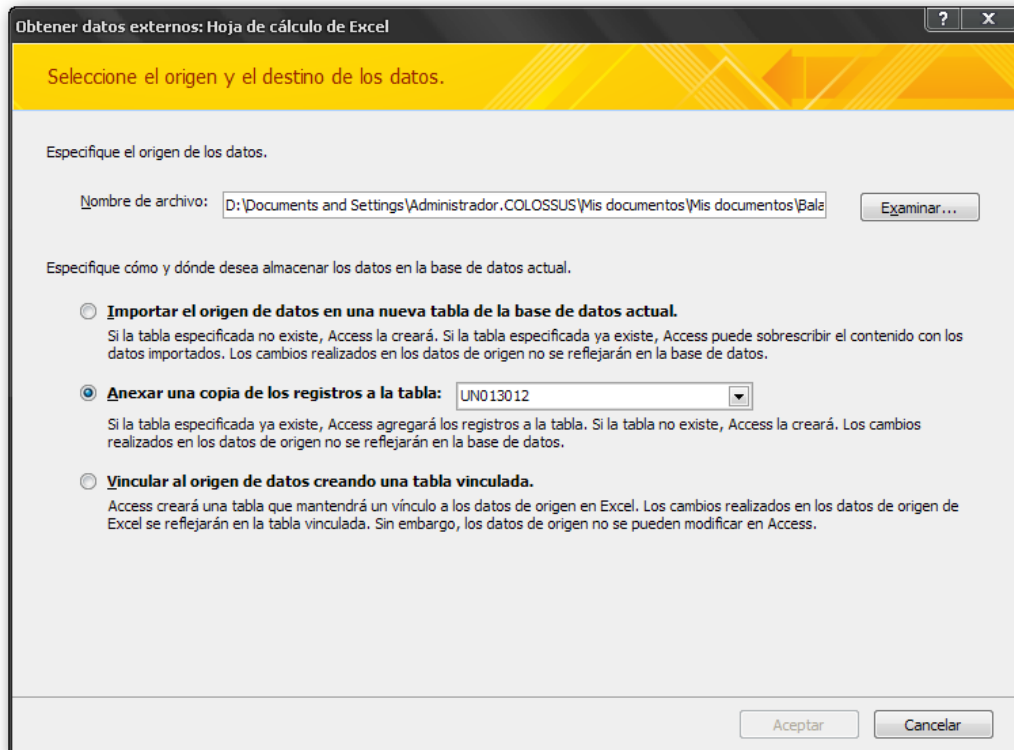 Obtener datos externos: Hoja de cálculo de Excel
? X
Seleccione el origen y el destino de los datos.
Especifique el origen de los datos.
Nombre de archivo: D:\Documents and Settings\Administrador.COLOSSUS\Mis documentos\Mis documentos\Bala Examinar...
Especifique cómo y dónde desea almacenar los datos en la base de datos actual.
Importar el origen de datos en una nueva tabla de la base de datos actual.
Si la tabla especificada no existe, Access la creará. Si la tabla especificada ya existe, Access puede sobrescribir el contenido con los
datos importados. Los cambios realizados en los datos de origen no se reflejarán en la base de datos.
Anexar una copia de los registros a la tabla: UN013012
Si la tabla especificada ya existe, Access agregará los registros a la tabla. Si la tabla no existe, Access la creará. Los cambios
realizados en los datos de origen no se reflejarán en la base de datos.
Vincular al origen de datos creando una tabla vinculada.
Access creará una tabla que mantendrá un vínculo a los datos de origen en Excel. Los cambios realizados en los datos de origen de
Excel se reflejarán en la tabla vinculada. Sin embargo, los datos de origen no se pueden modificar en Access.
Aceptar Cancelar